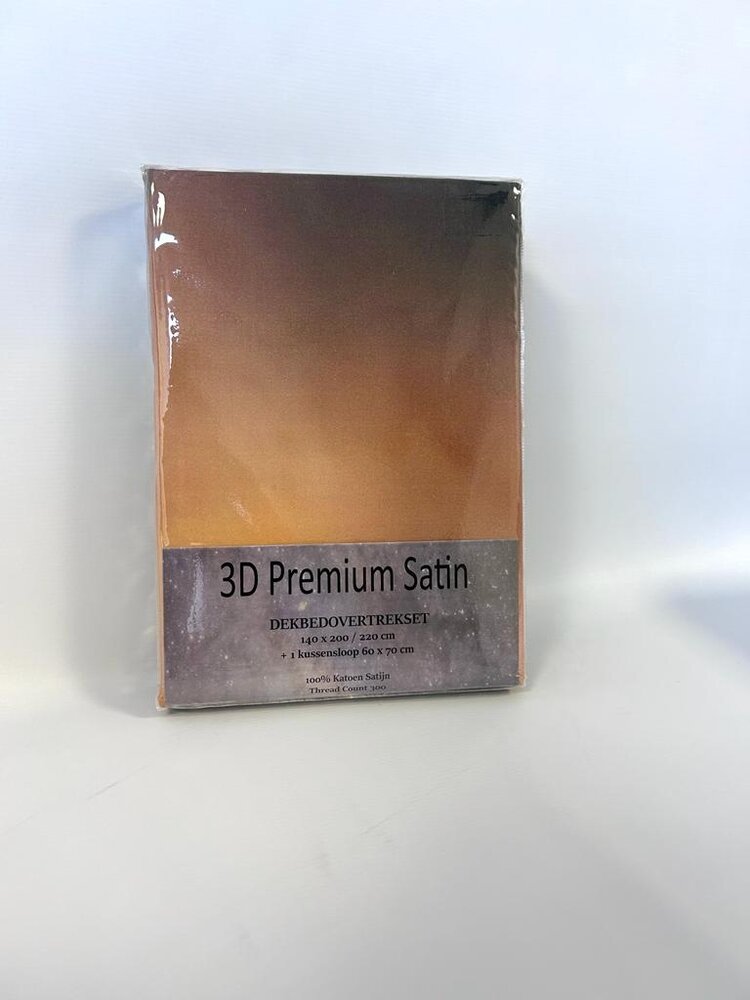 3D Premium Satin
DEKBEDOVERTREKSET
140 x 200 / 220 cm
+ 1 kussensloop 60 x 70 cm
100% Katoen Satijn
Thread Count 300